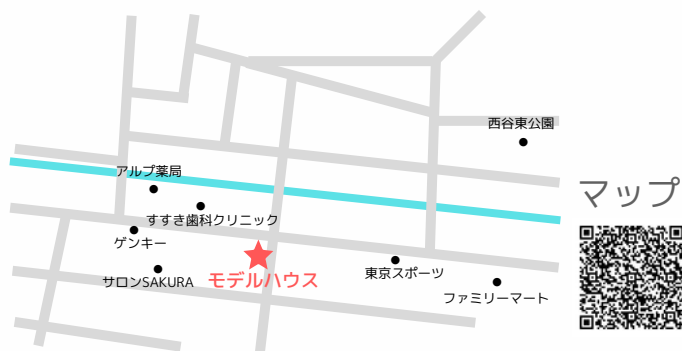 西谷東公園
アルプ薬局
マップ
すすき歯科クリニック
ゲンキー
サロンSAKURA
モデルハウス
東京スポーツ
ファミリーマート